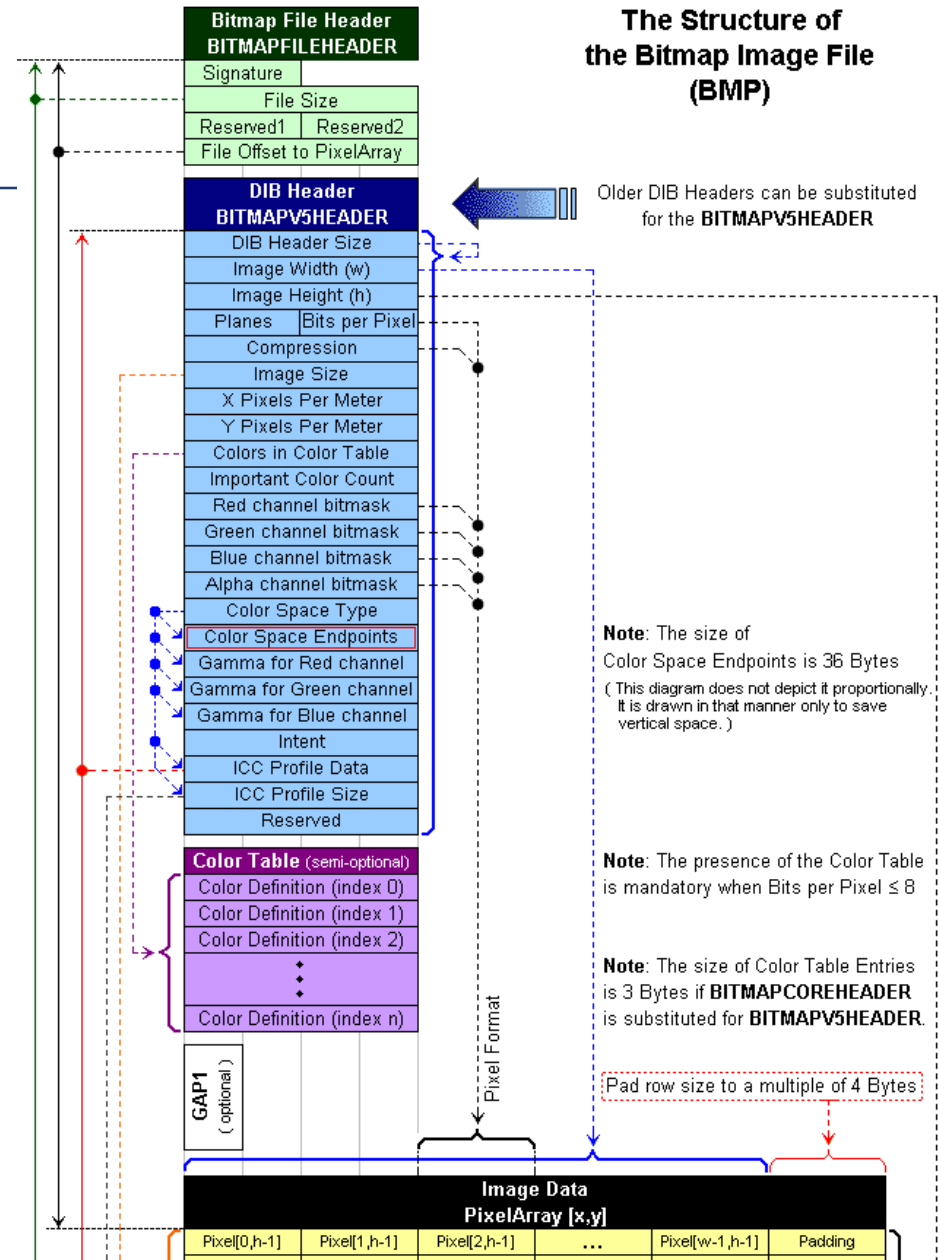 Bitmap File Header
BITMAPFILEHEADER
Signature
File Size
Reserved1 Reserved2
File Offset to PixelArray
The Structure of
the Bitmap Image File
(BMP)
DIB Header
BITMAPV5HEADER
Older DIB Headers can be substituted
for the BITMAPV5HEADER
DIB Header Size
Image Width (w)
Image Height (h)
Planes Bits per Pixel
Compression
Image Size
X Pixels Per Meter
Y Pixels Per Meter
Colors in Color Table
Important Color Count
Red channel bitmask
Green channel bitmask
Blue channel bitmask
Alpha channel bitmask
Color Space Type
Color Space Endpoints
Gamma for Red channel
Gamma for Green channel
Gamma for Blue channel
Intent
ICC Profile Data
ICC Profile Size
Reserved
Note: The size of
Color Space Endpoints is 36 Bytes
( This diagram does not depict it proportionally.
It is drawn in that manner only to save
vertical space. )
Color Table (semi-optional)
Color Definition (index 0)
Color Definition (index 1)
Color Definition (index 2)
Color Definition (index n)
Note: The presence of the Color Table
is mandatory when Bits per Pixel ≤ 8
Note: The size of Color Table Entries
is 3 Bytes if BITMAPCOREHEADER
is substituted for BITMAPV5HEADER.
GAP1
( optional )
Pixel Format
Pad row size to a multiple of 4 Bytes
Image Data
PixelArray [x,y]
Pixel[0,h-1] Pixel[1,h-1] Pixel[2,h-1] ... Pixel[w-1,h-1] Padding